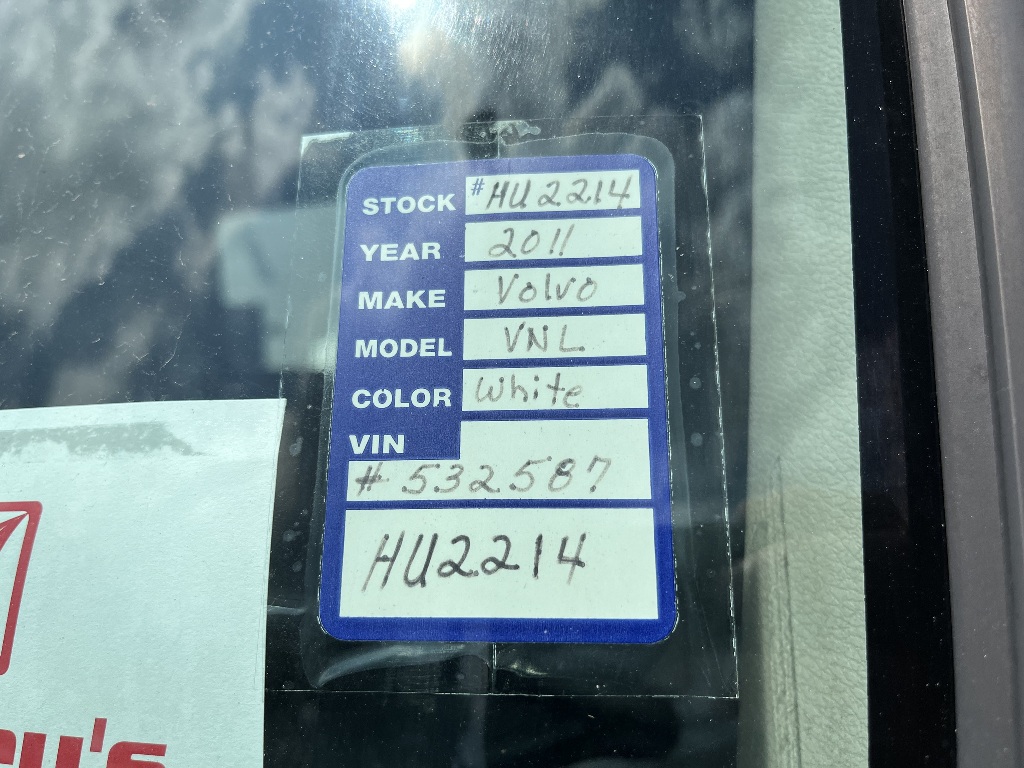 STOCK #HU2214
YEAR 2011
MAKE Volvo
MODEL VNL
COLOR White
VIN
# 532587
HU2214